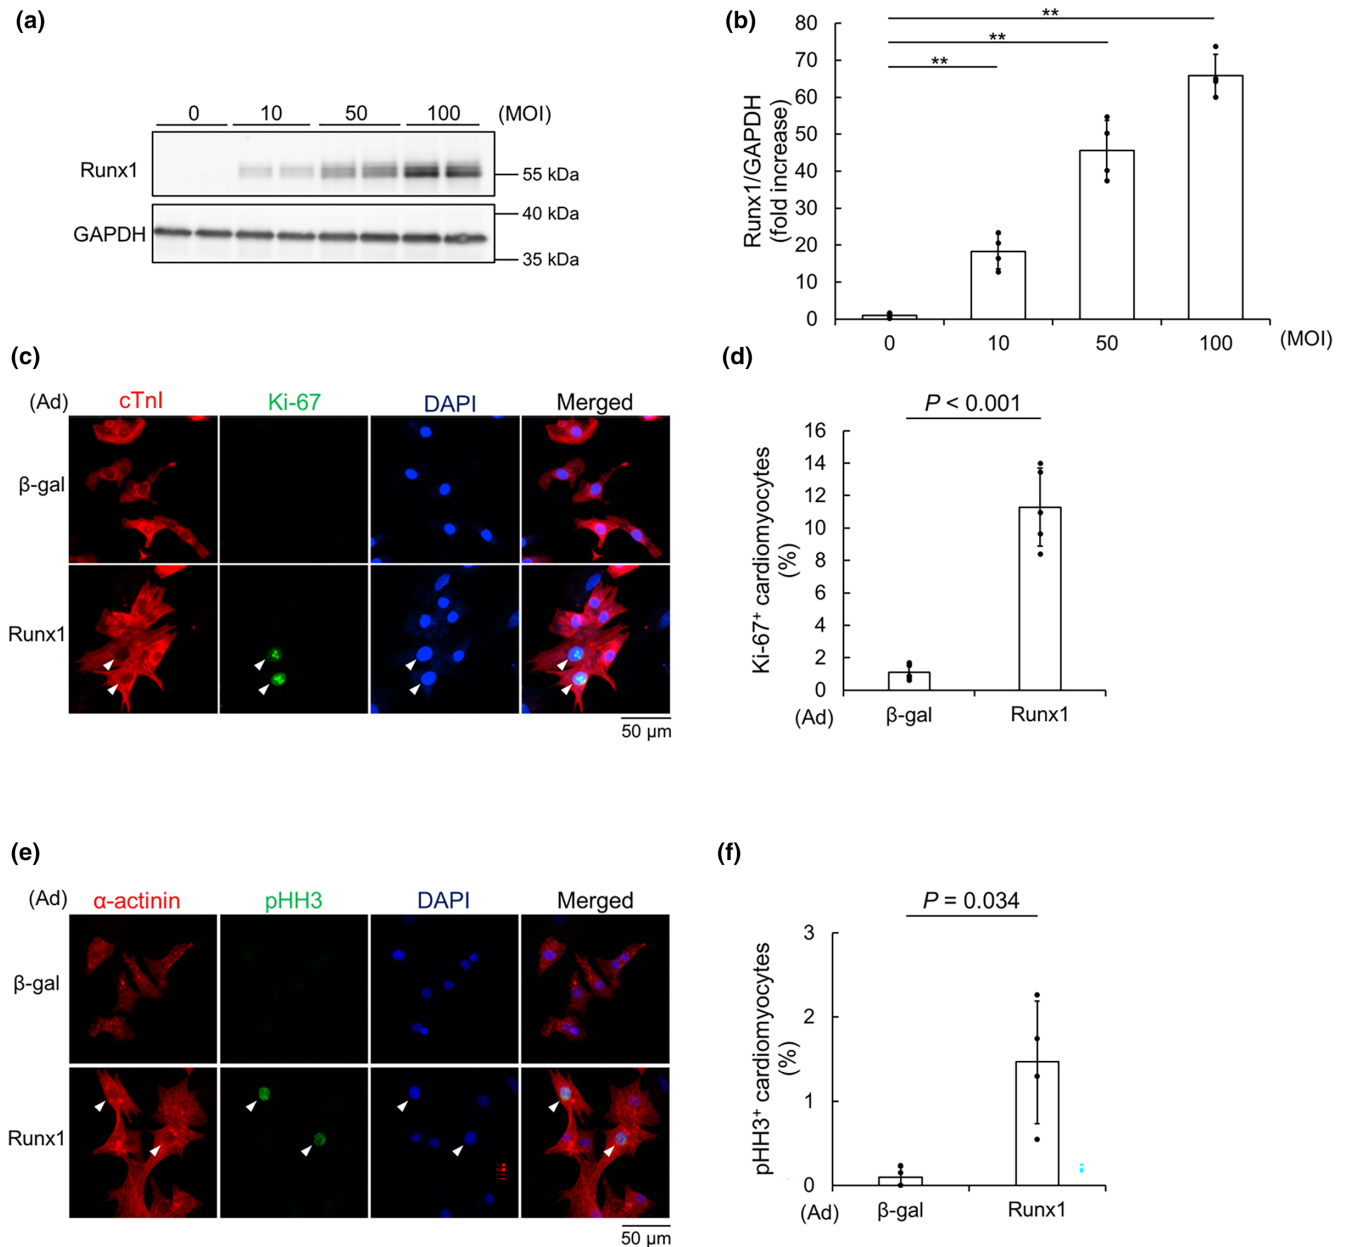 (a)
0 10 50 100 (MOI)
Runx1
55 kDa
40 kDa
GAPDH
35 kDa
(b)
Runx1/GAPDH
(fold increase)
80
70
60
50
40
30
20
10
0
**
**
**
0 10 50 100 (MOI)
(c)
(Ad) cTnI Ki-67 DAPI Merged
β-gal
Runx1
50 µm
(d)
P < 0.001
Ki-67+ cardiomyocytes
(%)
16
14
12
10
8
6
4
2
0
(Ad) β-gal Runx1
(e)
(Ad) α-actinin pHH3 DAPI Merged
β-gal
Runx1
50 µm
(f)
P = 0.034
pHH3+ cardiomyocytes
(%)
3
2
1
0
(Ad) β-gal Runx1